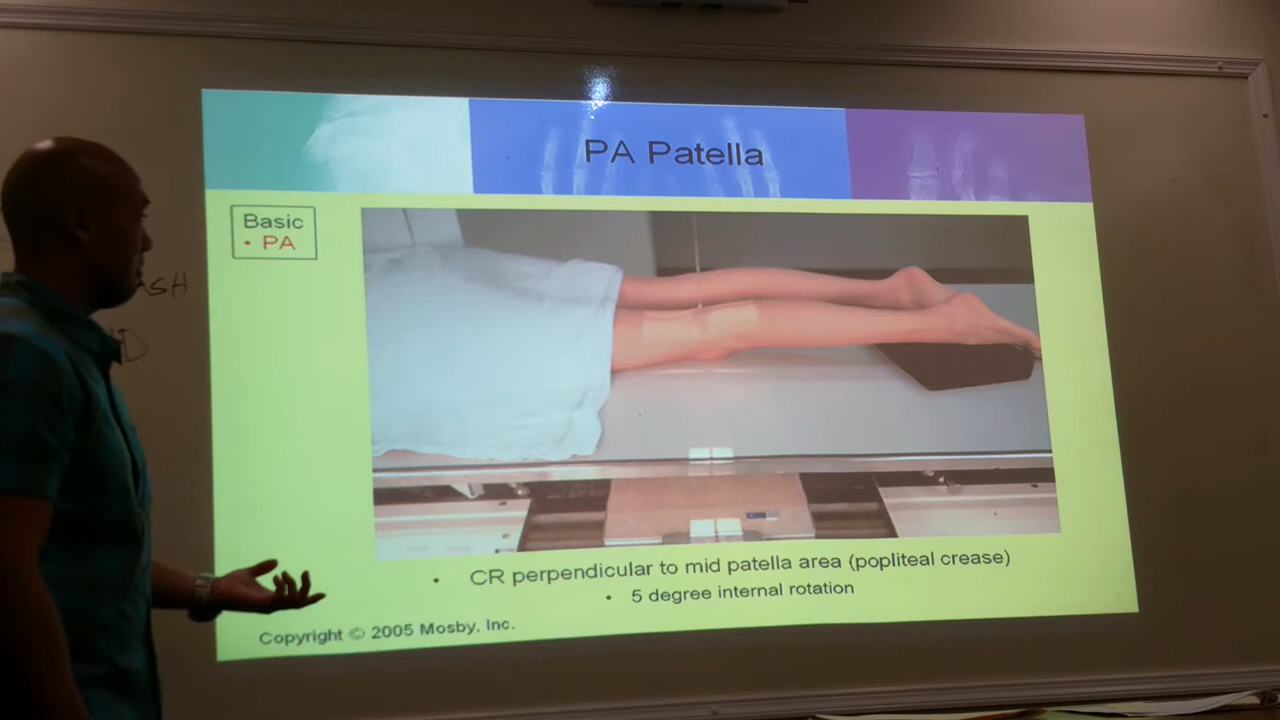 PA Patella
Basic
• PA
SH
D
• CR perpendicular to mid patella area (popliteal crease)
• 5 degree internal rotation
Copyright © 2005 Mosby, Inc.